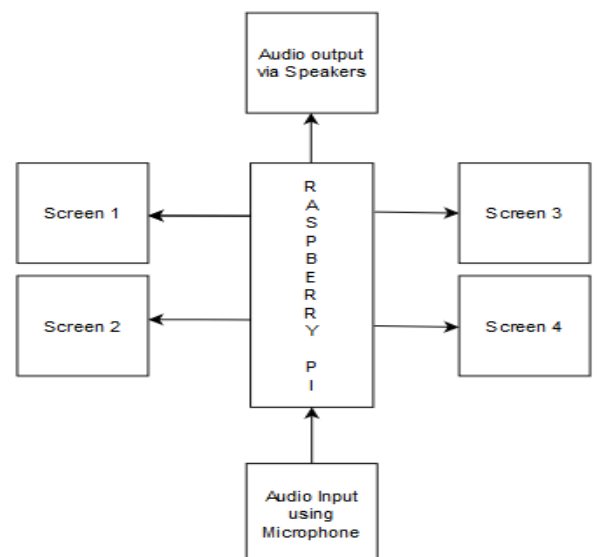 Audio output
via Speakers
Screen 1
Screen 2
R
A
S
P
B
E
R
R
Y
P
I
Screen 3
Screen 4
Audio Input
using
Microphone